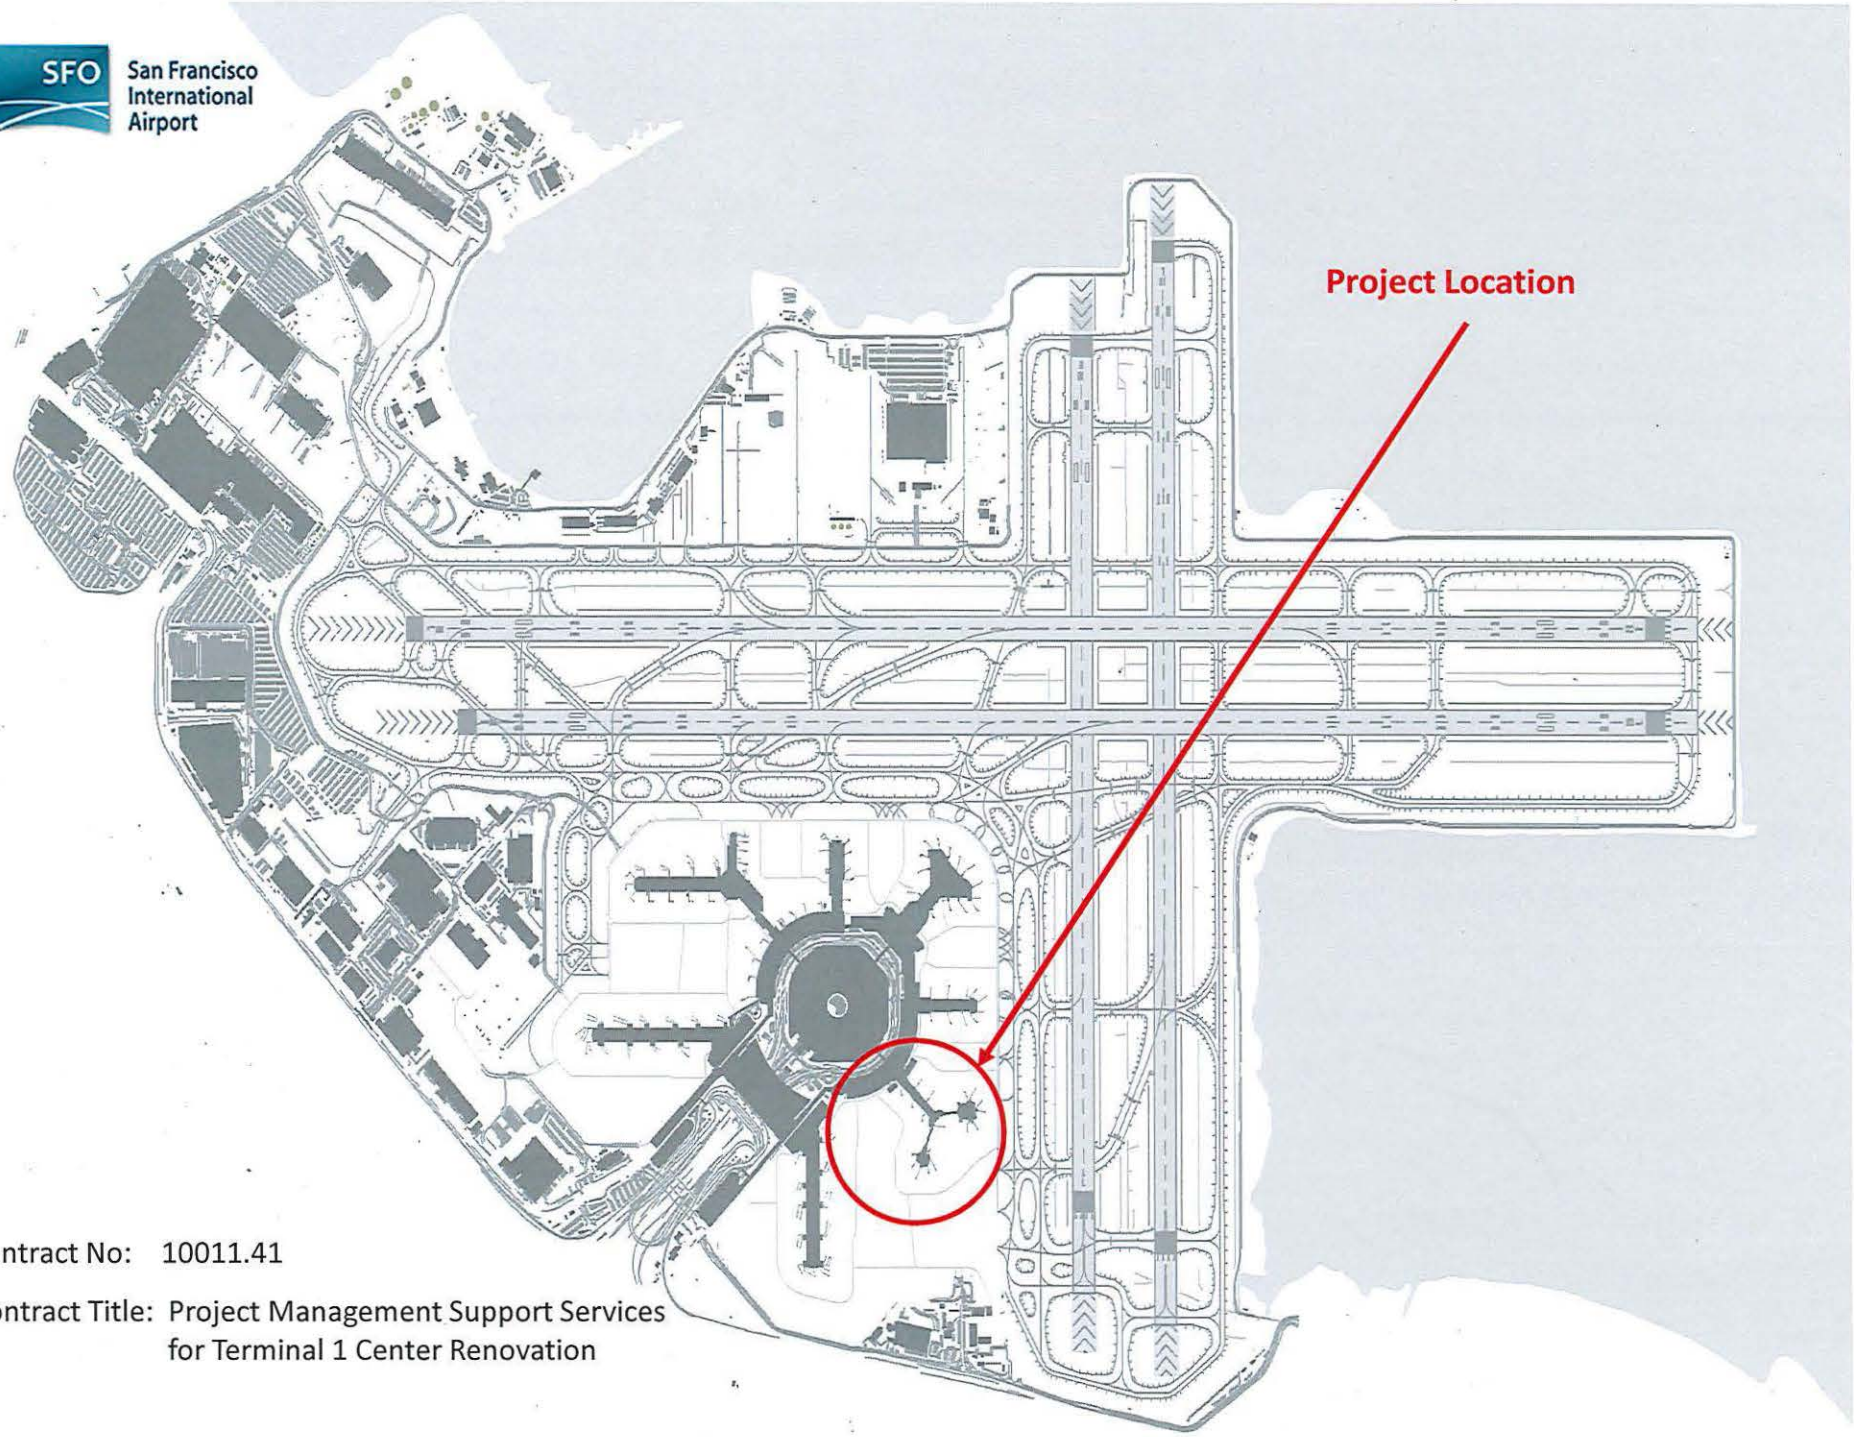 SFO
San Francisco
International
Airport
Project Location
ntract No: 10011.41
ontract Title: Project Management Support Services
for Terminal 1 Center Renovation